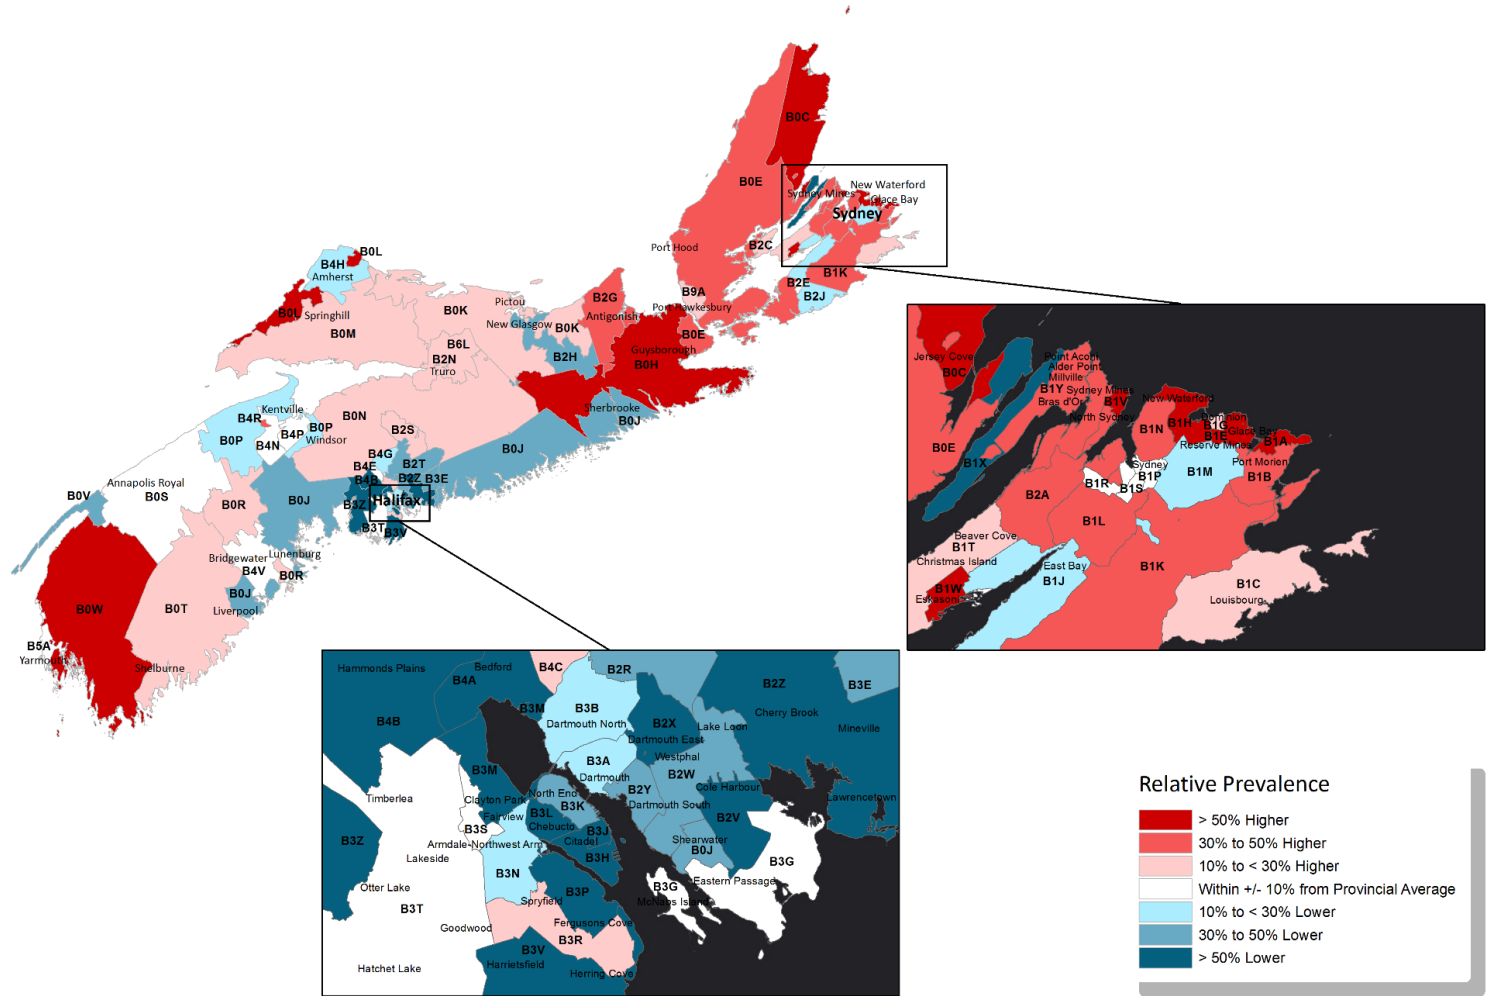 B0C
B0E
New Waterford
Sydney Mines
Glace Bay
Sydney
Port Hood
B2C
B0L
B4H
Amherst
B1K
B2E
B2J
B9A
Port Hawkesbury
B2G
Antigonish
Pictou
B0L
Springhill
B0K
New Glasgow
B0K
B0M
B0E
B6L
Guysborough
B2H
B0H
B2N
Truro
Kentville
B4R
B0N
Sherbrooke
B0J
B0P
B4P
B0P
Windsor
B4N
B2S
B0J
B4G
B4E
B2T
B4B
B2Z
B3E
Annapolis Royal
B0V
B0S
B0J
B0R
B3Z
Halifax
B3T
B3V
Bridgewater
Lunenburg
B4V
B0R
B0J
Liverpool
B0W
B0T
B5A
Yarmouth
Shelburne
Jersey Cove
B0C
Point Aconi
Alder Point
Millville
B1Y
Sydney Mines
Bras d'Or
B1V
New Waterford
North Sydney
B1N
B1H
Dominion
B1G
Glace Bay
B1E
B1A
Reserve Mines
B0E
B1X
Sydney
B1P
B1M
Port Morien
B1B
B1R
B1S
B2A
B1L
Beaver Cove
B1T
Christmas Island
East Bay
B1J
B1K
B1W
Eskasoni
B1C
Louisbourg
Hammonds Plains
Bedford
B4A
B4C
B2R
B2Z
B3E
B4B
B3M
B3B
Dartmouth North
B2X
Dartmouth East
Lake Loon
Cherry Brook
Mineville
B3M
B3A
Dartmouth
Westphal
B2W
Cole Harbour
Timberlea
Clayton Park
North End
B3K
B2Y
Dartmouth South
Lawrencetown
B3S
Fairview
B3L
Chebucto
B3J
Citadel
B2V
B3Z
Armdale-Northwest Arm
Lakeside
B3H
Shearwater
B0J
B3G
B3N
Otter Lake
B3P
B3G
Eastern Passage
McNabs Island
B3T
Spryfield
Goodwood
Fergusons Cove
B3R
B3V
Harrietsfield
Hatchet Lake
Herring Cove
Relative Prevalence
> 50% Higher
30% to 50% Higher
10% to < 30% Higher
Within +/- 10% from Provincial Average
10% to < 30% Lower
30% to 50% Lower
> 50% Lower